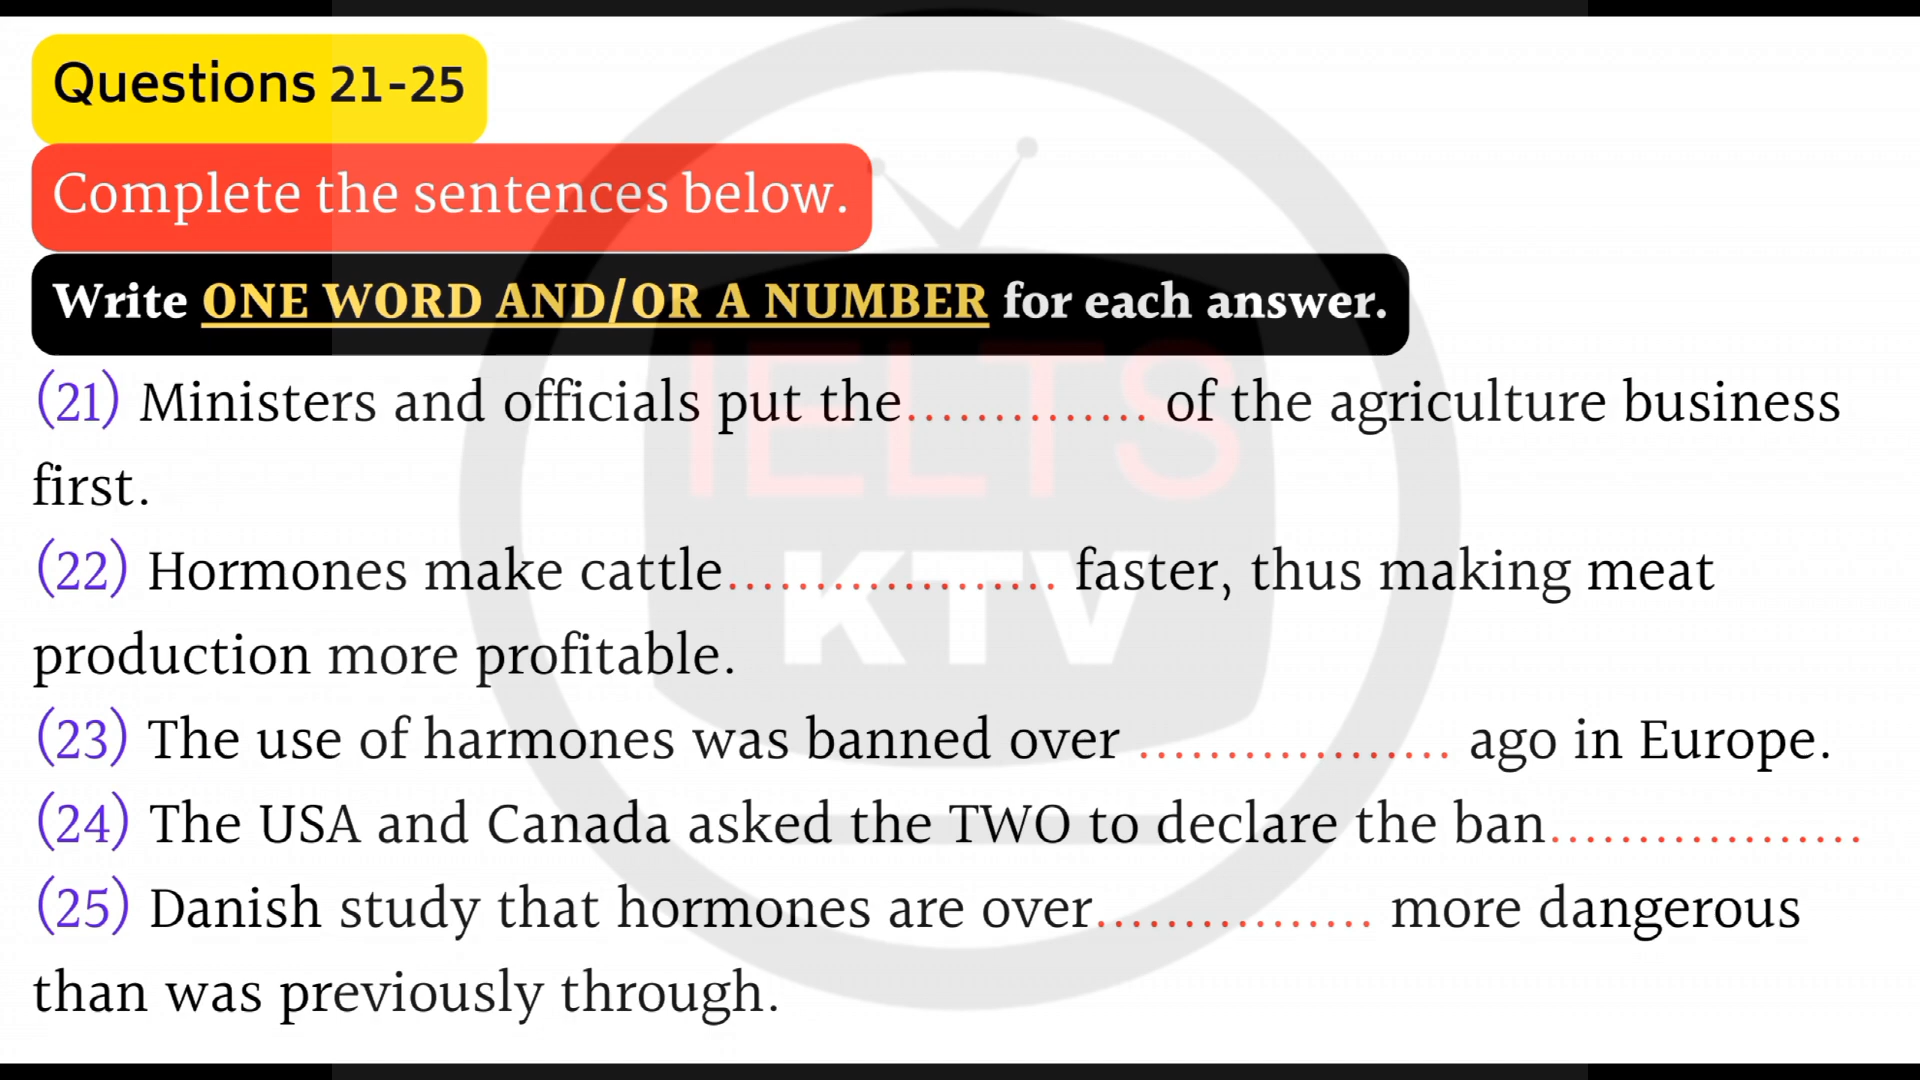 Questions 21-25
Complete the sentences below.
Write ONE WORD AND/OR A NUMBER for each answer.
(21) Ministers and officials put the.............. of the agriculture business
first.
(22) Hormones make cattle................... faster, thus making meat
production more profitable.
(23) The use of harmones was banned over .................. ago in Europe.
(24) The USA and Canada asked the TWO to declare the ban..................
(25) Danish study that hormones are over................ more dangerous
than was previously through.
IELTS
KTV